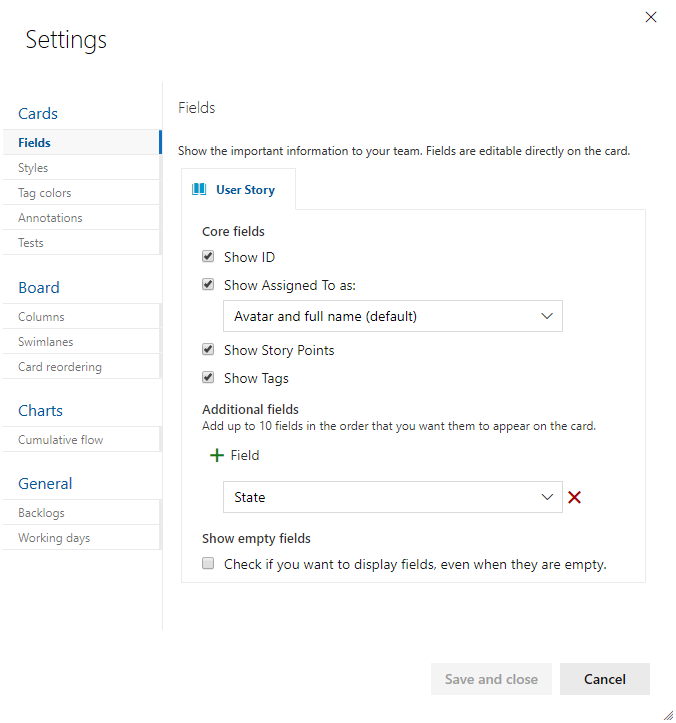 Settings
Cards
Fields
Styles
Tag colors
Annotations
Tests
Board
Columns
Swimlanes
Card reordering
Charts
Cumulative flow
General
Backlogs
Working days
Fields
Show the important information to your team. Fields are editable directly on the card.
User Story
Core fields
Show ID
Show Assigned To as:
Avatar and full name (default)
Show Story Points
Show Tags
Additional fields
Add up to 10 fields in the order that you want them to appear on the card.
Field
State
Show empty fields
Check if you want to display fields, even when they are empty.
Save and close
Cancel